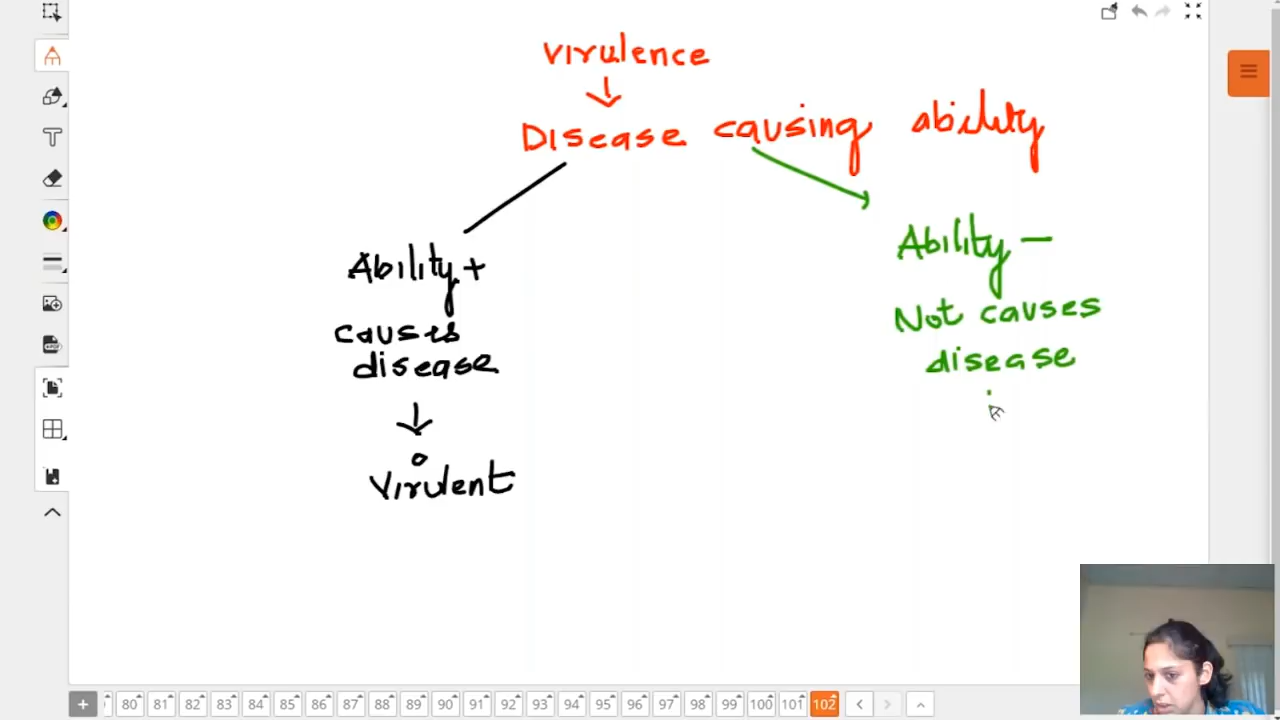 Virulence
Disease causing ability
Ability +
causes
disease
Virulent
Ability -
Not causes
disease
80 81 82 83 84 85 86 87 88 89 90 91 92 93 94 95 96 97 98 99 100 101 102